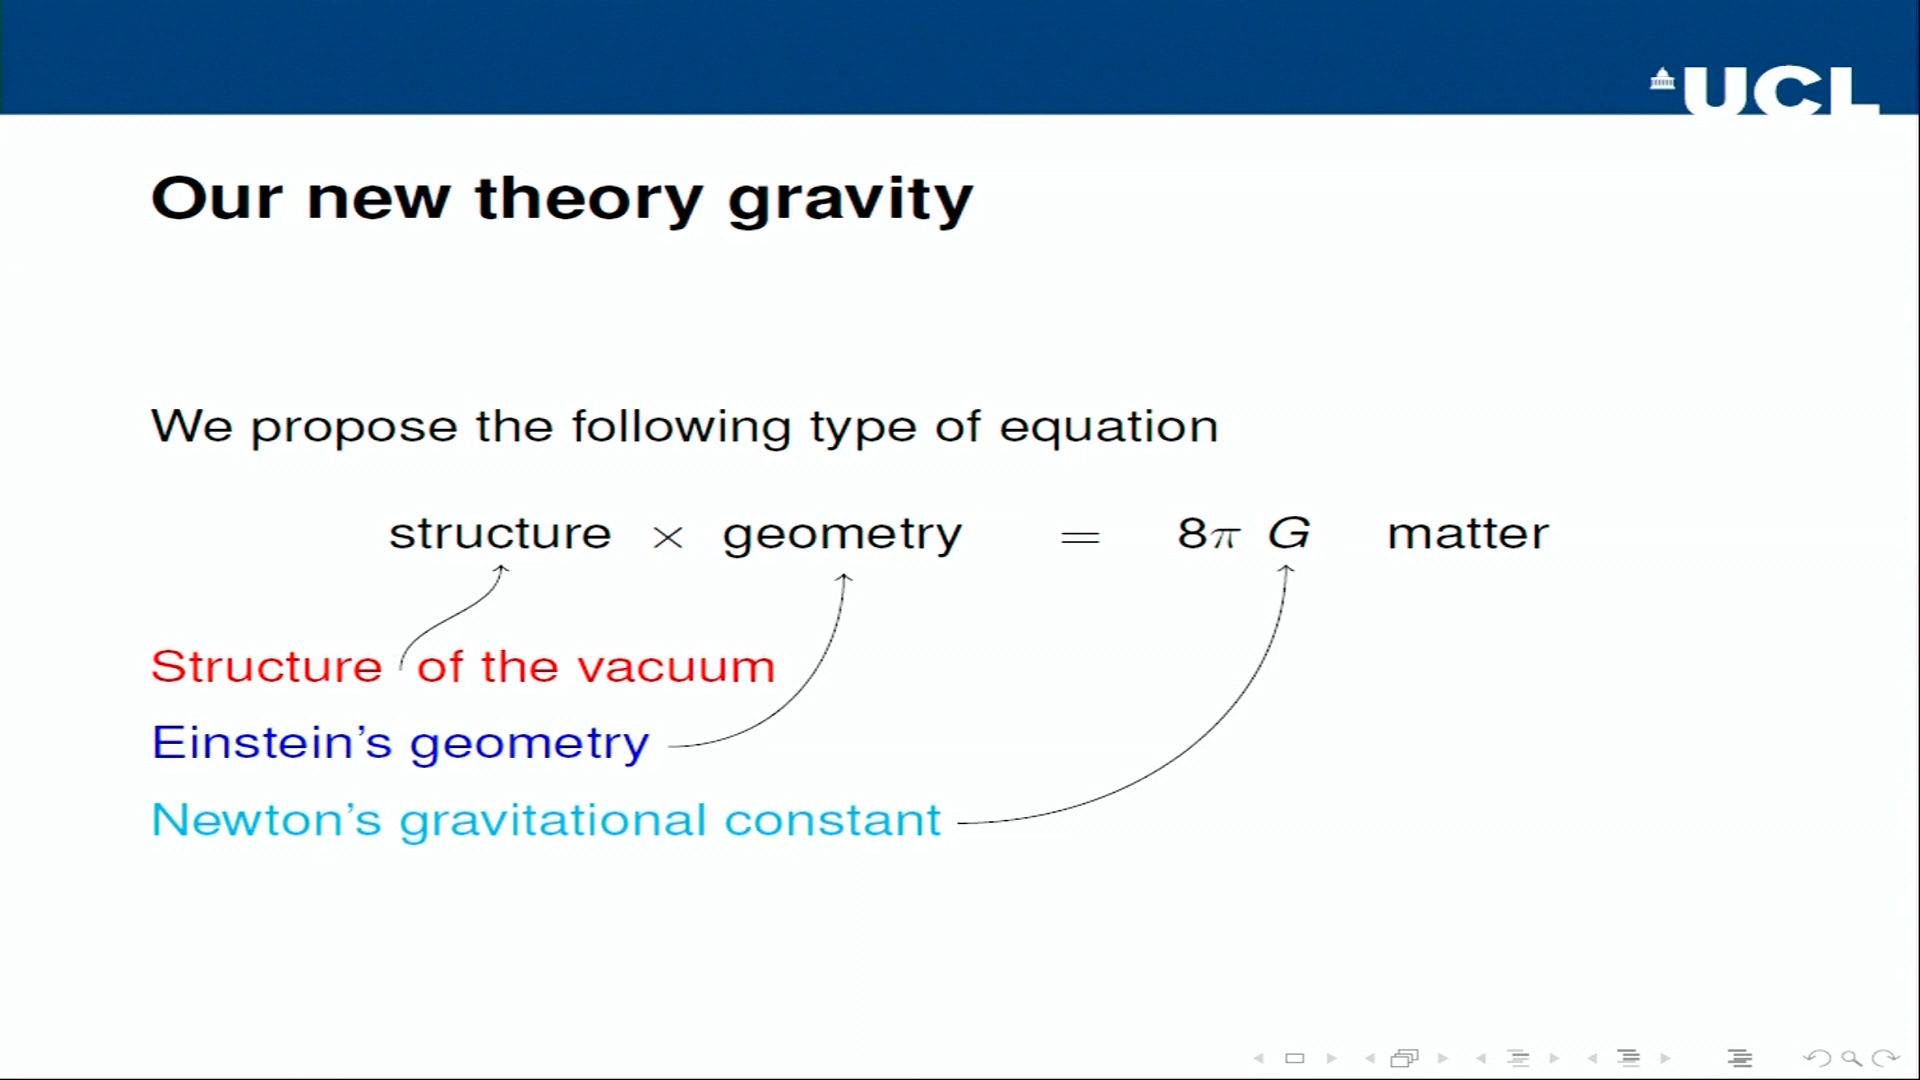 UCL
Our new theory gravity
We propose the following type of equation
structure × geometry = 8π G matter
Structure of the vacuum
Einstein's geometry
Newton's gravitational constant